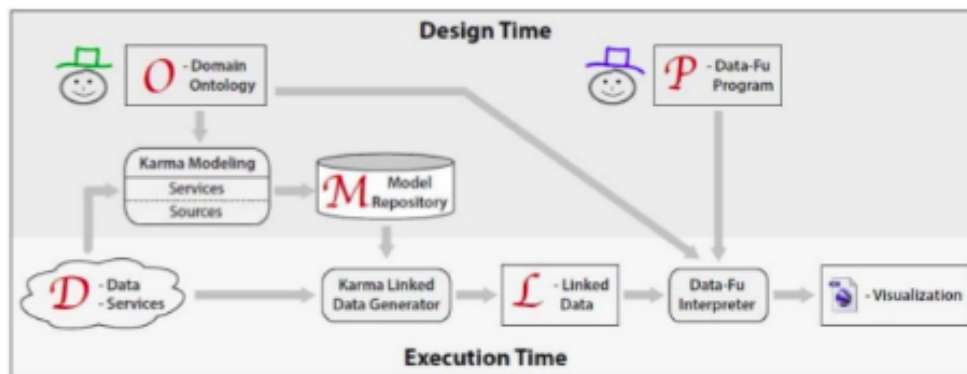 Design Time
O - Domain
Ontology
P - Data-Fu
Program
Karma Modeling
Services
Sources
M Model
Repository
D - Data
- Services
Karma Linked
Data Generator
L - Linked
Data
Data-Fu
Interpreter
- Visualization
Execution Time